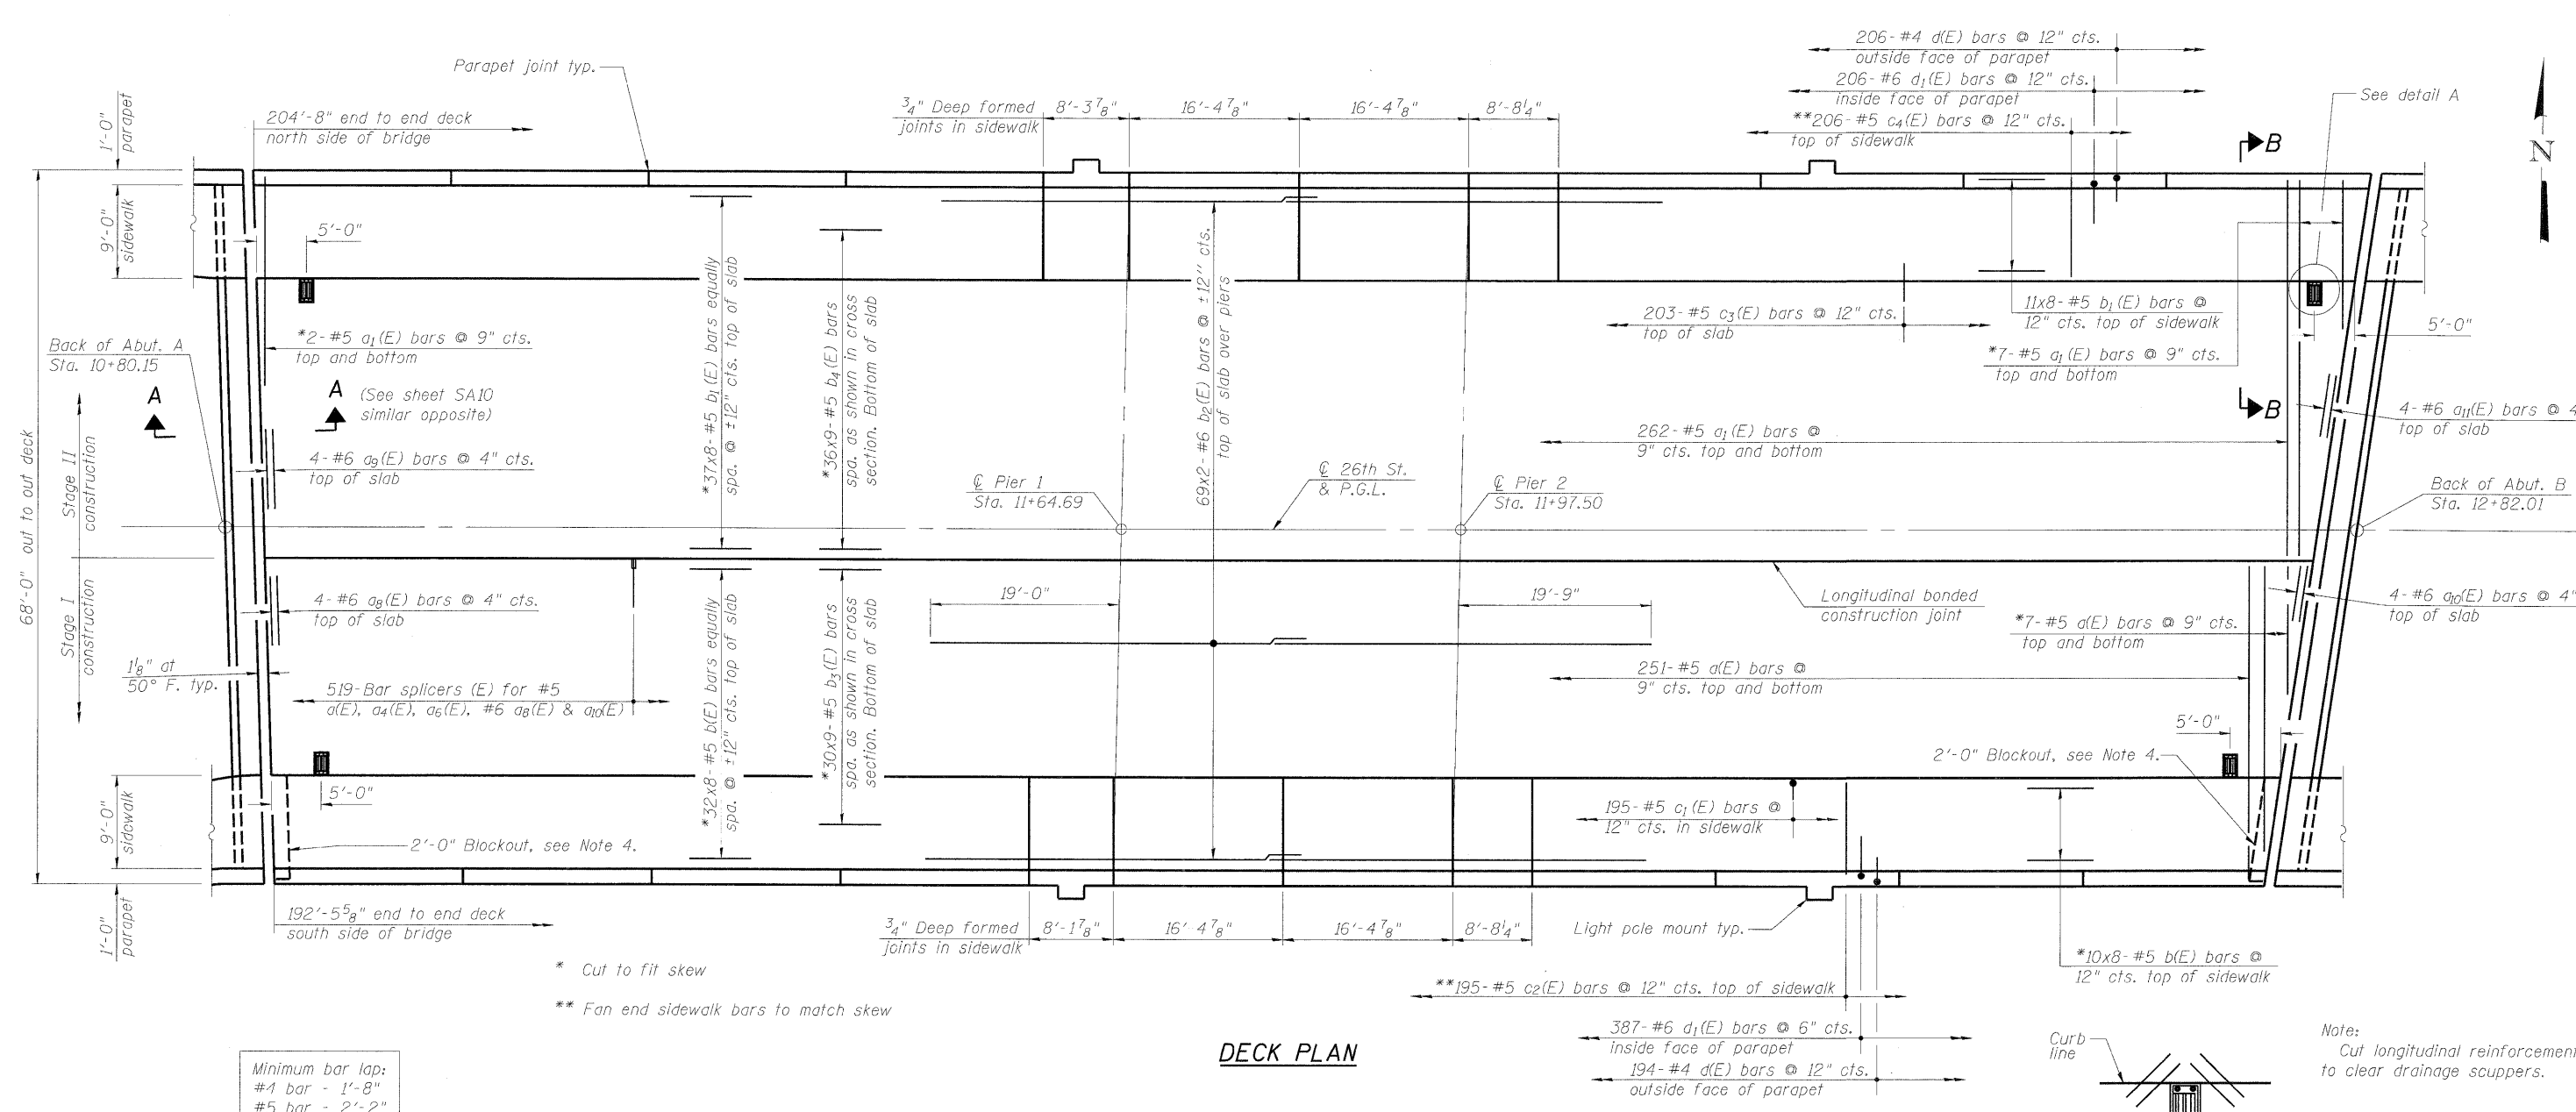 206-#4 d(E) bars @ 12" cts.
outside face of parapet
206-#6 d1(E) bars @ 12" cts.
inside face of parapet
**206-#5 c4(E) bars @ 12" cts.
top of sidewalk
See detail A
B
N
Parapet joint typ.
1'-0"
parapet
204'-8" end to end deck
north side of bridge
3/4" Deep formed
joints in sidewalk
8'-3 7/8"
16'-4 7/8"
16'-4 7/8"
8'-8 1/4"
9'-0"
sidewalk
5'-0"
*2-#5 a1(E) bars @ 9" cts.
top and bottom
Back of Abut. A
Sta. 10+80.15
A
A
(See sheet SA10
similar opposite)
4-#6 a9(E) bars @ 4" cts.
top of slab
*37x8-#5 b1(E) bars equally
spa. @ ±12" cts. top of slab
*36x9-#5 b4(E) bars
spa. as shown in cross
section. Bottom of slab
69x2-#6 b2(E) bars @ ±12" cts.
top of slab over piers
203-#5 c3(E) bars @ 12" cts.
top of slab
11x8-#5 b1(E) bars @
12" cts. top of sidewalk
*7-#5 a1(E) bars @ 9" cts.
top and bottom
5'-0"
B
262-#5 a1(E) bars @
9" cts. top and bottom
4-#6 a11(E) bars @ 4
top of slab
℄ Pier 1
Sta. 11+64.69
℄ 26th St.
& P.G.L.
℄ Pier 2
Sta. 11+97.50
Back of Abut. B
Sta. 12+82.01
68'-0" out to out deck
Stage II
construction
Stage I
construction
4-#6 a8(E) bars @ 4" cts.
top of slab
1 1/8" at
50° F. typ.
519-Bar splicers (E) for #5
a(E), a4(E), a6(E), #6 a8(E) & a10(E)
*32x8-#5 b(E) bars equally
spa. @ ±12" cts. top of slab
*30x9-#5 b3(E) bars
spa. as shown in cross
section. Bottom of slab
19'-0"
19'-9"
Longitudinal bonded
construction joint
*7-#5 a(E) bars @ 9" cts.
top and bottom
4-#6 a10(E) bars @ 4"
top of slab
251-#5 a(E) bars @
9" cts. top and bottom
5'-0"
2'-0" Blockout, see Note 4.
9'-0"
sidewalk
5'-0"
2'-0" Blockout, see Note 4.
195-#5 c1(E) bars @
12" cts. in sidewalk
1'-0"
parapet
192'-5 5/8" end to end deck
south side of bridge
3/4" Deep formed
joints in sidewalk
8'-1 7/8"
16'-4 7/8"
16'-4 7/8"
8'-8 1/4"
Light pole mount typ.
*10x8-#5 b(E) bars @
12" cts. top of sidewalk
* Cut to fit skew
** Fan end sidewalk bars to match skew
**195-#5 c2(E) bars @ 12" cts. top of sidewalk
387-#6 d1(E) bars @ 6" cts.
inside face of parapet
194-#4 d(E) bars @ 12" cts.
outside face of parapet
DECK PLAN
Minimum bar lap:
#4 bar - 1'-8"
#5 bar - 2'-2"
Curb
line
Note:
Cut longitudinal reinforcement
to clear drainage scuppers.